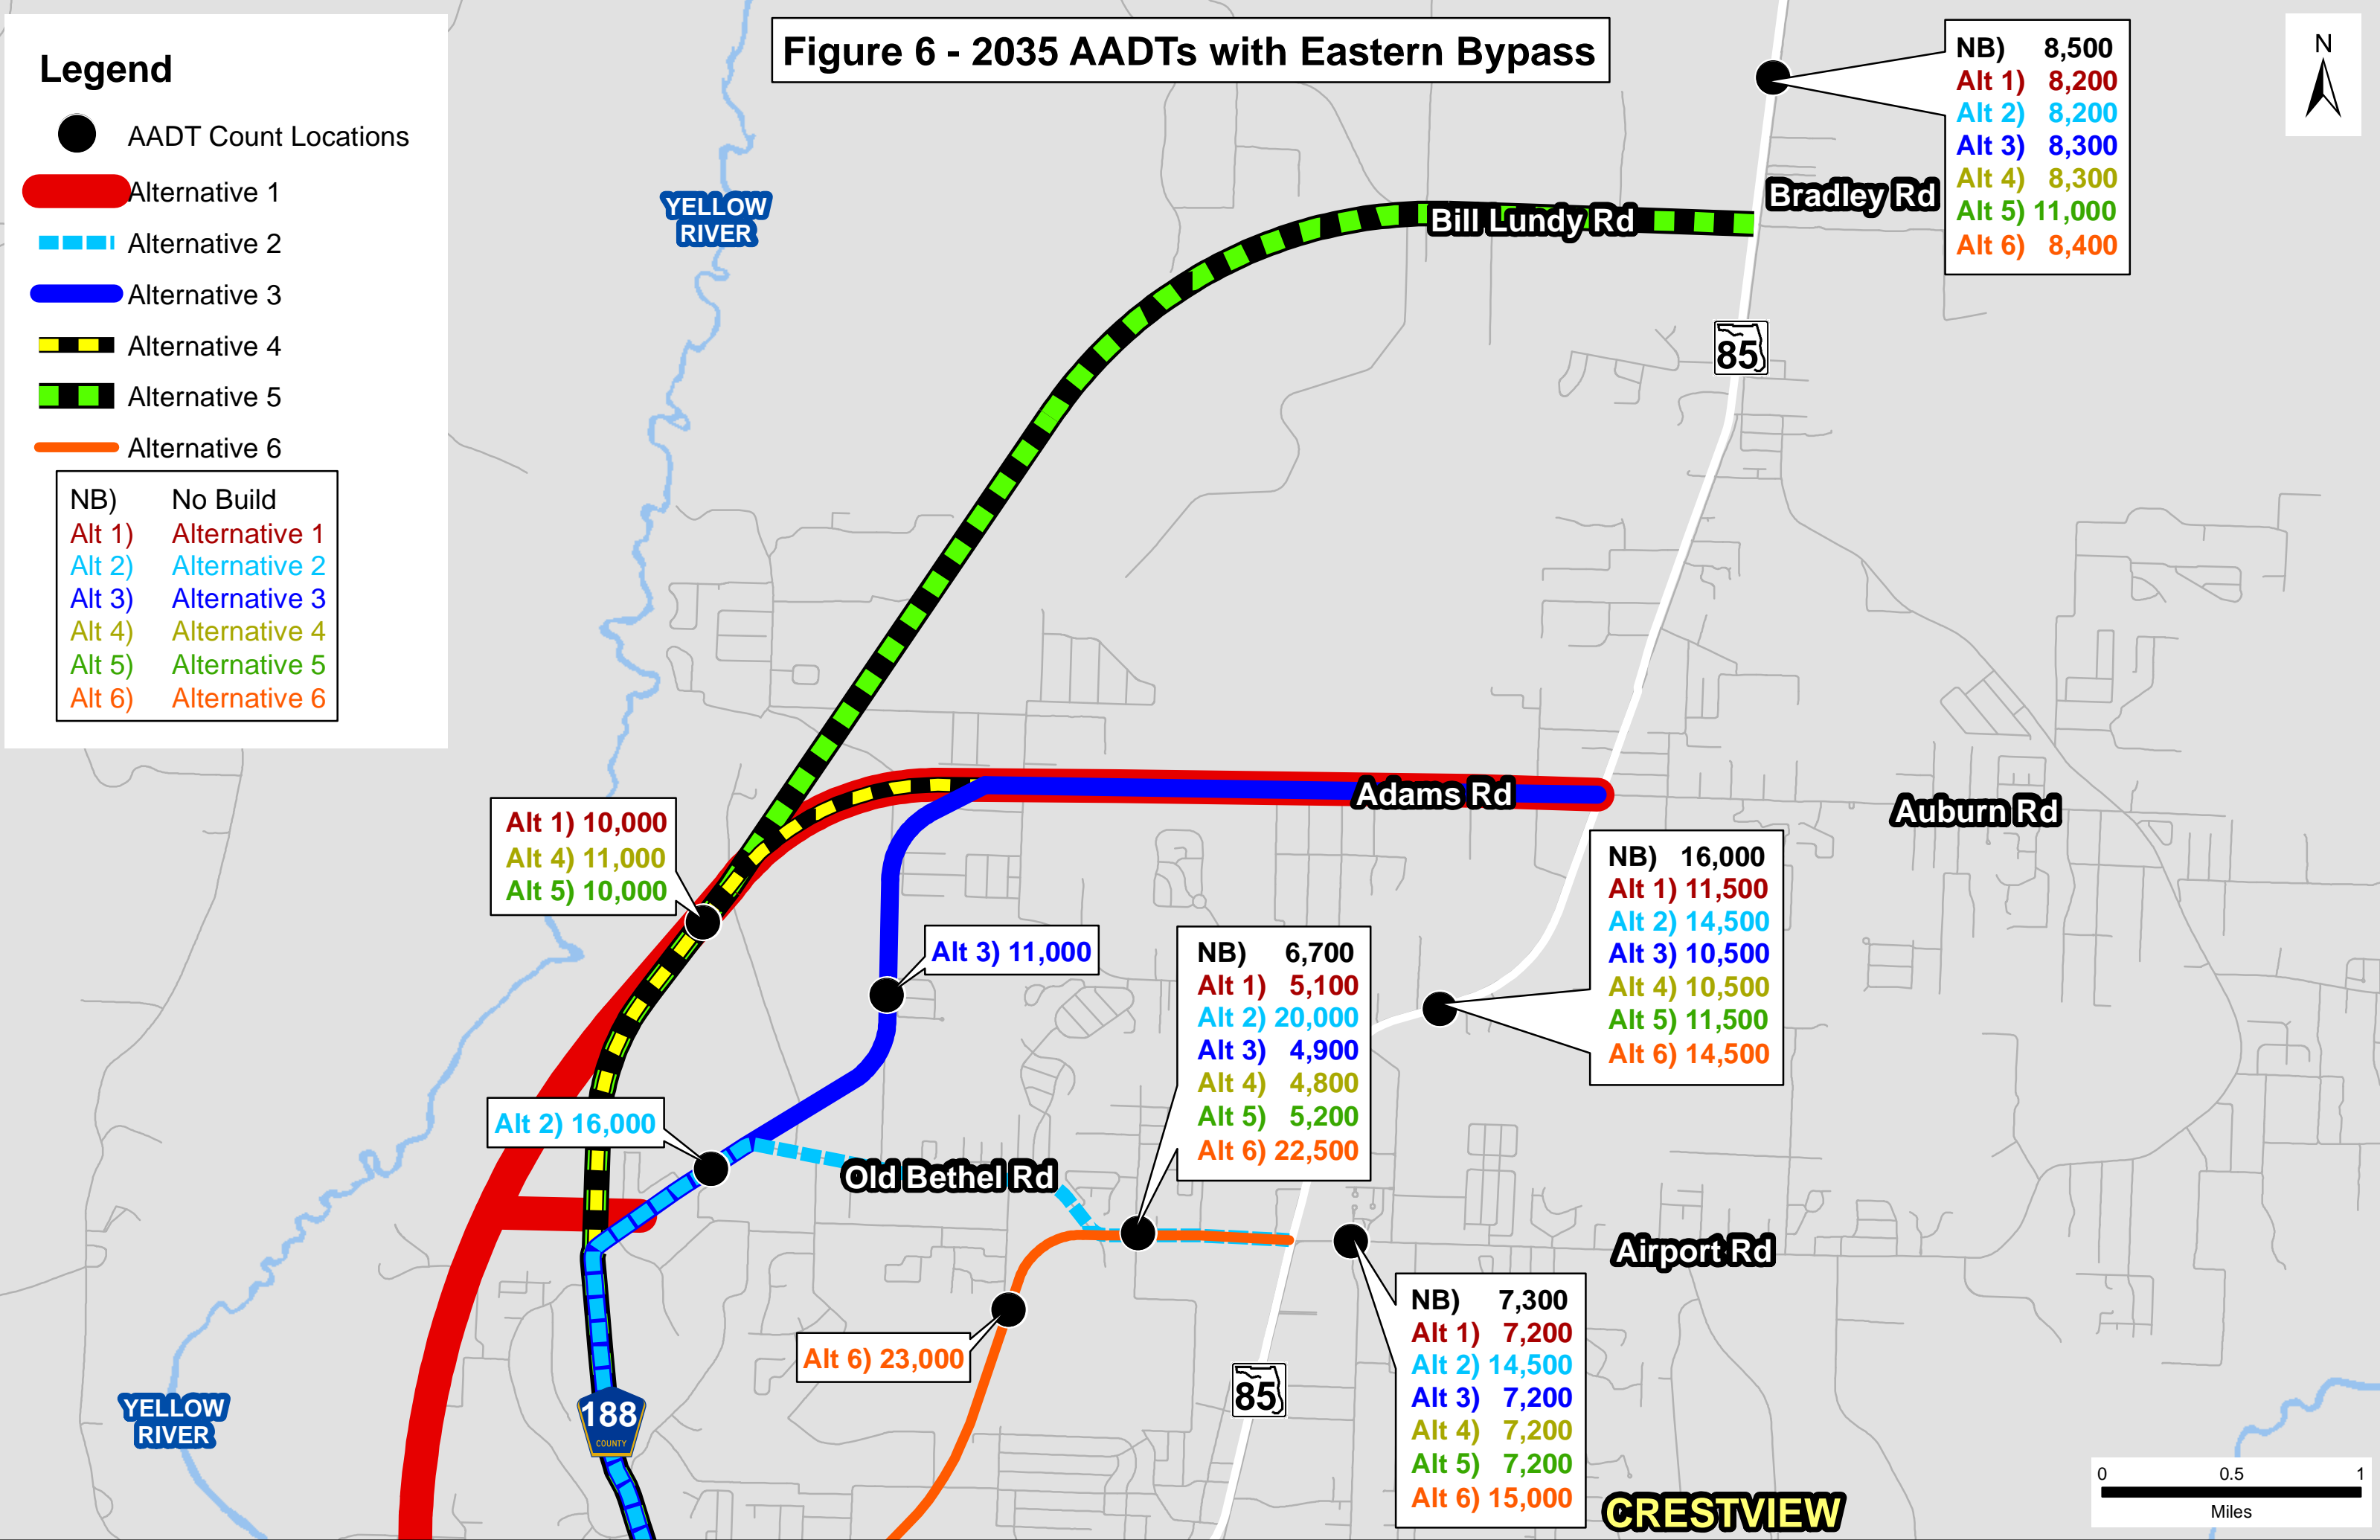 Figure 6 - 2035 AADTs with Eastern Bypass
Legend
AADT Count Locations
Alternative 1
Alternative 2
Alternative 3
Alternative 4
Alternative 5
Alternative 6
NB) No Build
Alt 1) Alternative 1
Alt 2) Alternative 2
Alt 3) Alternative 3
Alt 4) Alternative 4
Alt 5) Alternative 5
Alt 6) Alternative 6
N
YELLOW
RIVER
NB) 8,500
Alt 1) 8,200
Alt 2) 8,200
Alt 3) 8,300
Alt 4) 8,300
Alt 5) 11,000
Alt 6) 8,400
Bradley Rd
Bill Lundy Rd
85
Adams Rd
Auburn Rd
Alt 1) 10,000
Alt 4) 11,000
Alt 5) 10,000
NB) 16,000
Alt 1) 11,500
Alt 2) 14,500
Alt 3) 10,500
Alt 4) 10,500
Alt 5) 11,500
Alt 6) 14,500
Alt 3) 11,000
NB) 6,700
Alt 1) 5,100
Alt 2) 20,000
Alt 3) 4,900
Alt 4) 4,800
Alt 5) 5,200
Alt 6) 22,500
Alt 2) 16,000
Old Bethel Rd
Airport Rd
Alt 6) 23,000
NB) 7,300
Alt 1) 7,200
Alt 2) 14,500
Alt 3) 7,200
Alt 4) 7,200
Alt 5) 7,200
Alt 6) 15,000
85
188
COUNTY
YELLOW
RIVER
CRESTVIEW
0 0.5 1
Miles